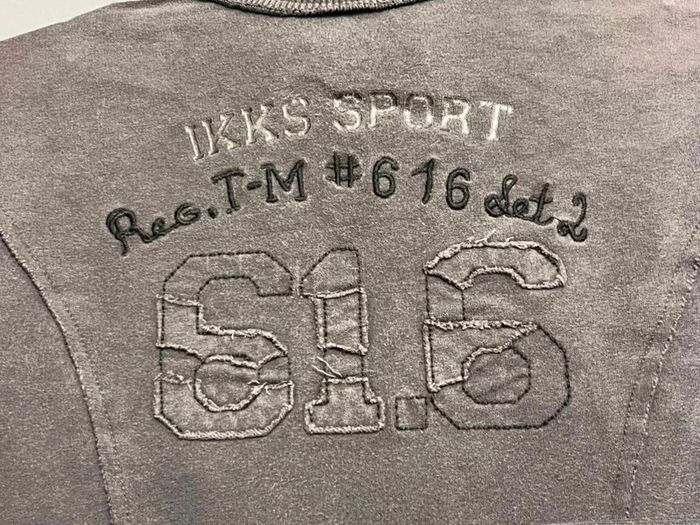 IKKS SPORT
Reg. T-M #616 Set 2
61.6